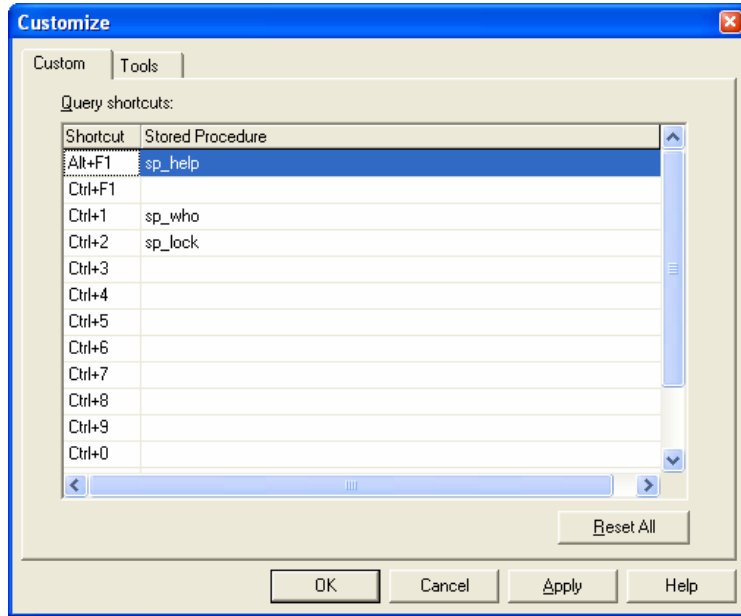 Customize
Custom Tools
Query shortcuts:
Shortcut Stored Procedure
Alt+F1 sp_help
Ctrl+F1
Ctrl+1 sp_who
Ctrl+2 sp_lock
Ctrl+3
Ctrl+4
Ctrl+5
Ctrl+6
Ctrl+7
Ctrl+8
Ctrl+9
Ctrl+0
Reset All
OK Cancel Apply Help